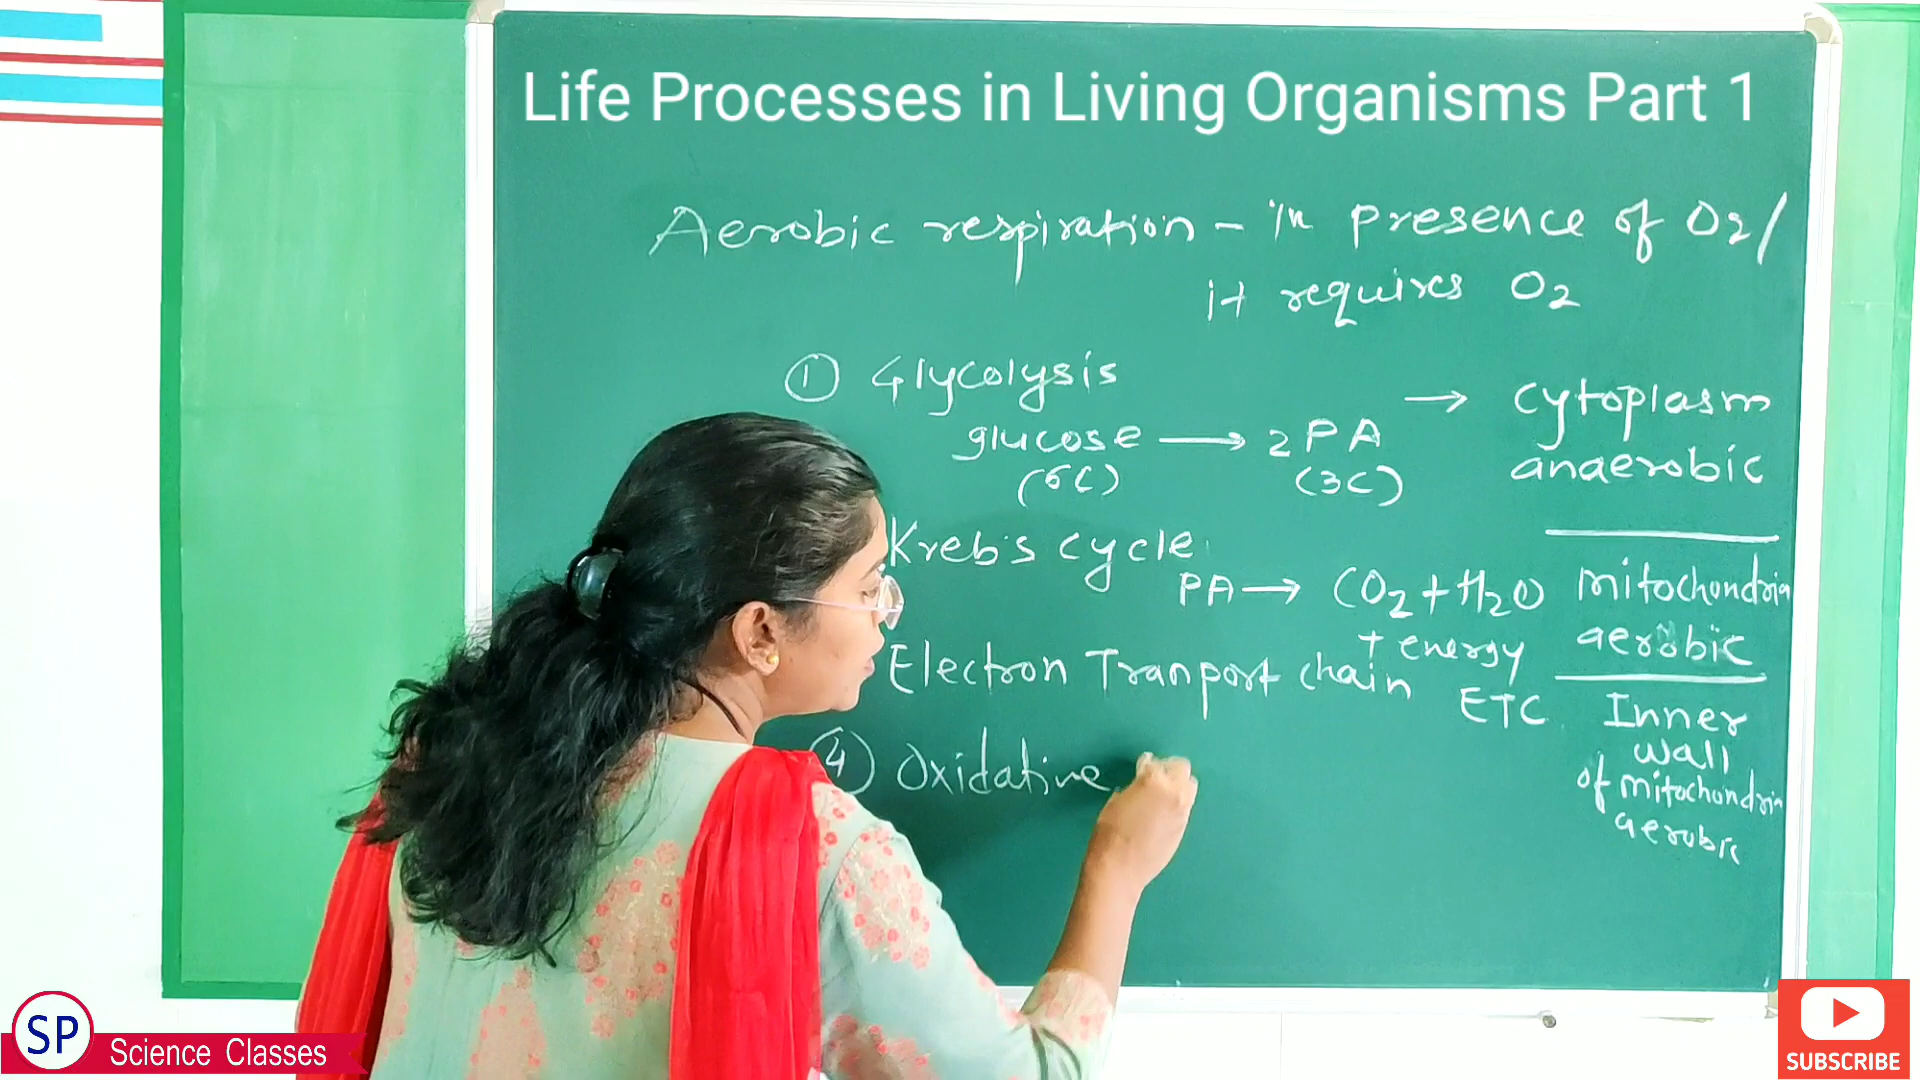 Life Processes in Living Organisms Part 1
Aerobic respiration – in presence of O2/
it requires O2
① Glycolysis
glucose → 2 PA → cytoplasm
(6C) (3C) anaerobic
Kreb's cycle
PA → CO2 + H2O mitochondria
+ energy aerobic
Electron Tranport chain
ETC Inner
wall
of mitochondria
aerobic
④ Oxidative
SP Science Classes
SUBSCRIBE